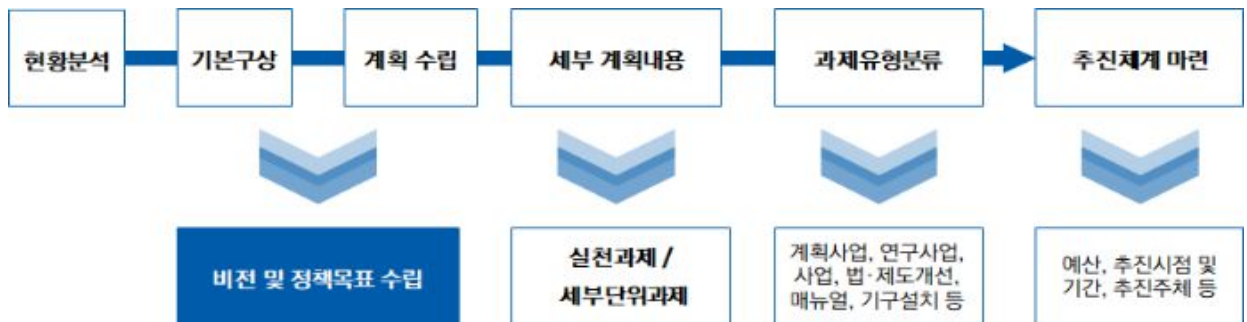 현황분석
기본구상
계획 수립
세부 계획내용
과제유형분류
추진체계 마련
비전 및 정책목표 수립
실천과제 /
세부단위과제
계획사업, 연구사업,
사업, 법·제도개선,
매뉴얼, 기구설치 등
예산, 추진시점 및
기간, 추진주체 등